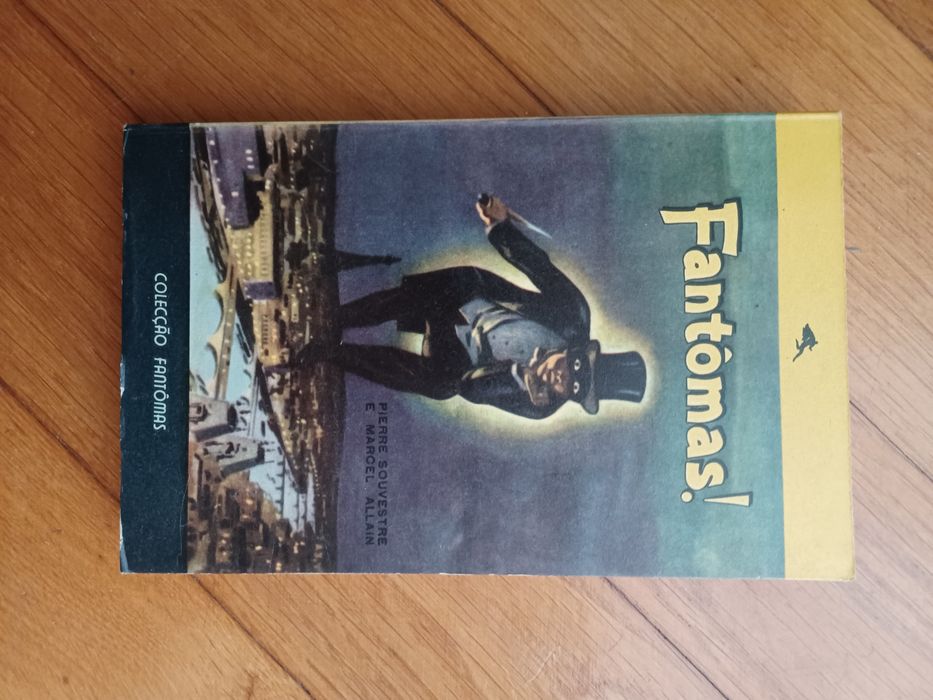 Fantômas!
PIERRE SOUVESTRE
E MARCEL ALLAIN
COLECÇÃO FANTÔMAS